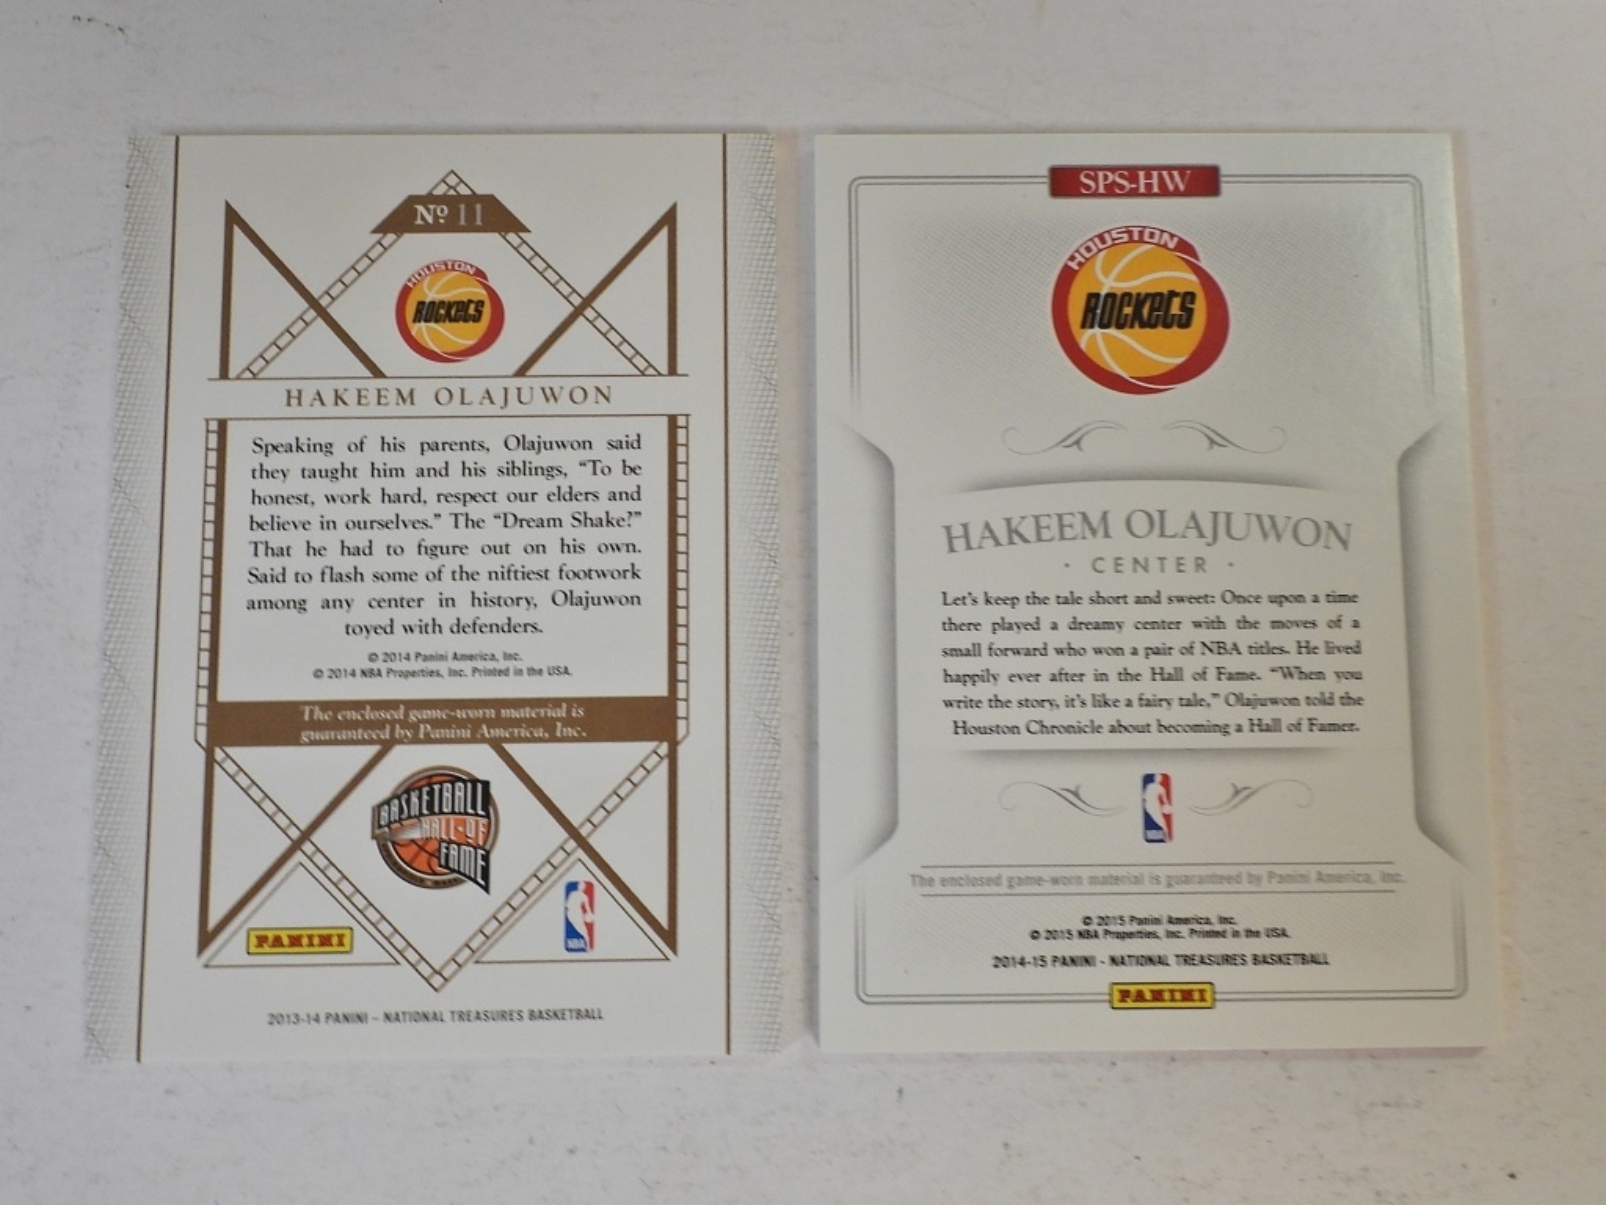 Nº 11
HOUSTON
ROCKETS
HAKEEM OLAJUWON
Speaking of his parents, Olajuwon said
they taught him and his siblings, “To be
honest, work hard, respect our elders and
believe in ourselves.” The “Dream Shake?”
That he had to figure out on his own.
Said to flash some of the niftiest footwork
among any center in history, Olajuwon
toyed with defenders.
© 2014 Panini America, Inc.
© 2014 NBA Properties, Inc. Printed in the USA.
The enclosed game-worn material is
guaranteed by Panini America, Inc.
BASKETBALL
HALL-OF
FAME
PANINI
NBA
2013-14 PANINI – NATIONAL TREASURES BASKETBALL
SPS-HW
HOUSTON
ROCKETS
HAKEEM OLAJUWON
· CENTER ·
Let’s keep the tale short and sweet: Once upon a time
there played a dreamy center with the moves of a
small forward who won a pair of NBA titles. He lived
happily ever after in the Hall of Fame. “When you
write the story, it’s like a fairy tale,” Olajuwon told the
Houston Chronicle about becoming a Hall of Famer.
NBA
The enclosed game-worn material is guaranteed by Panini America, Inc.
© 2015 Panini America, Inc.
© 2015 NBA Properties, Inc. Printed in the USA.
2014-15 PANINI - NATIONAL TREASURES BASKETBALL
PANINI